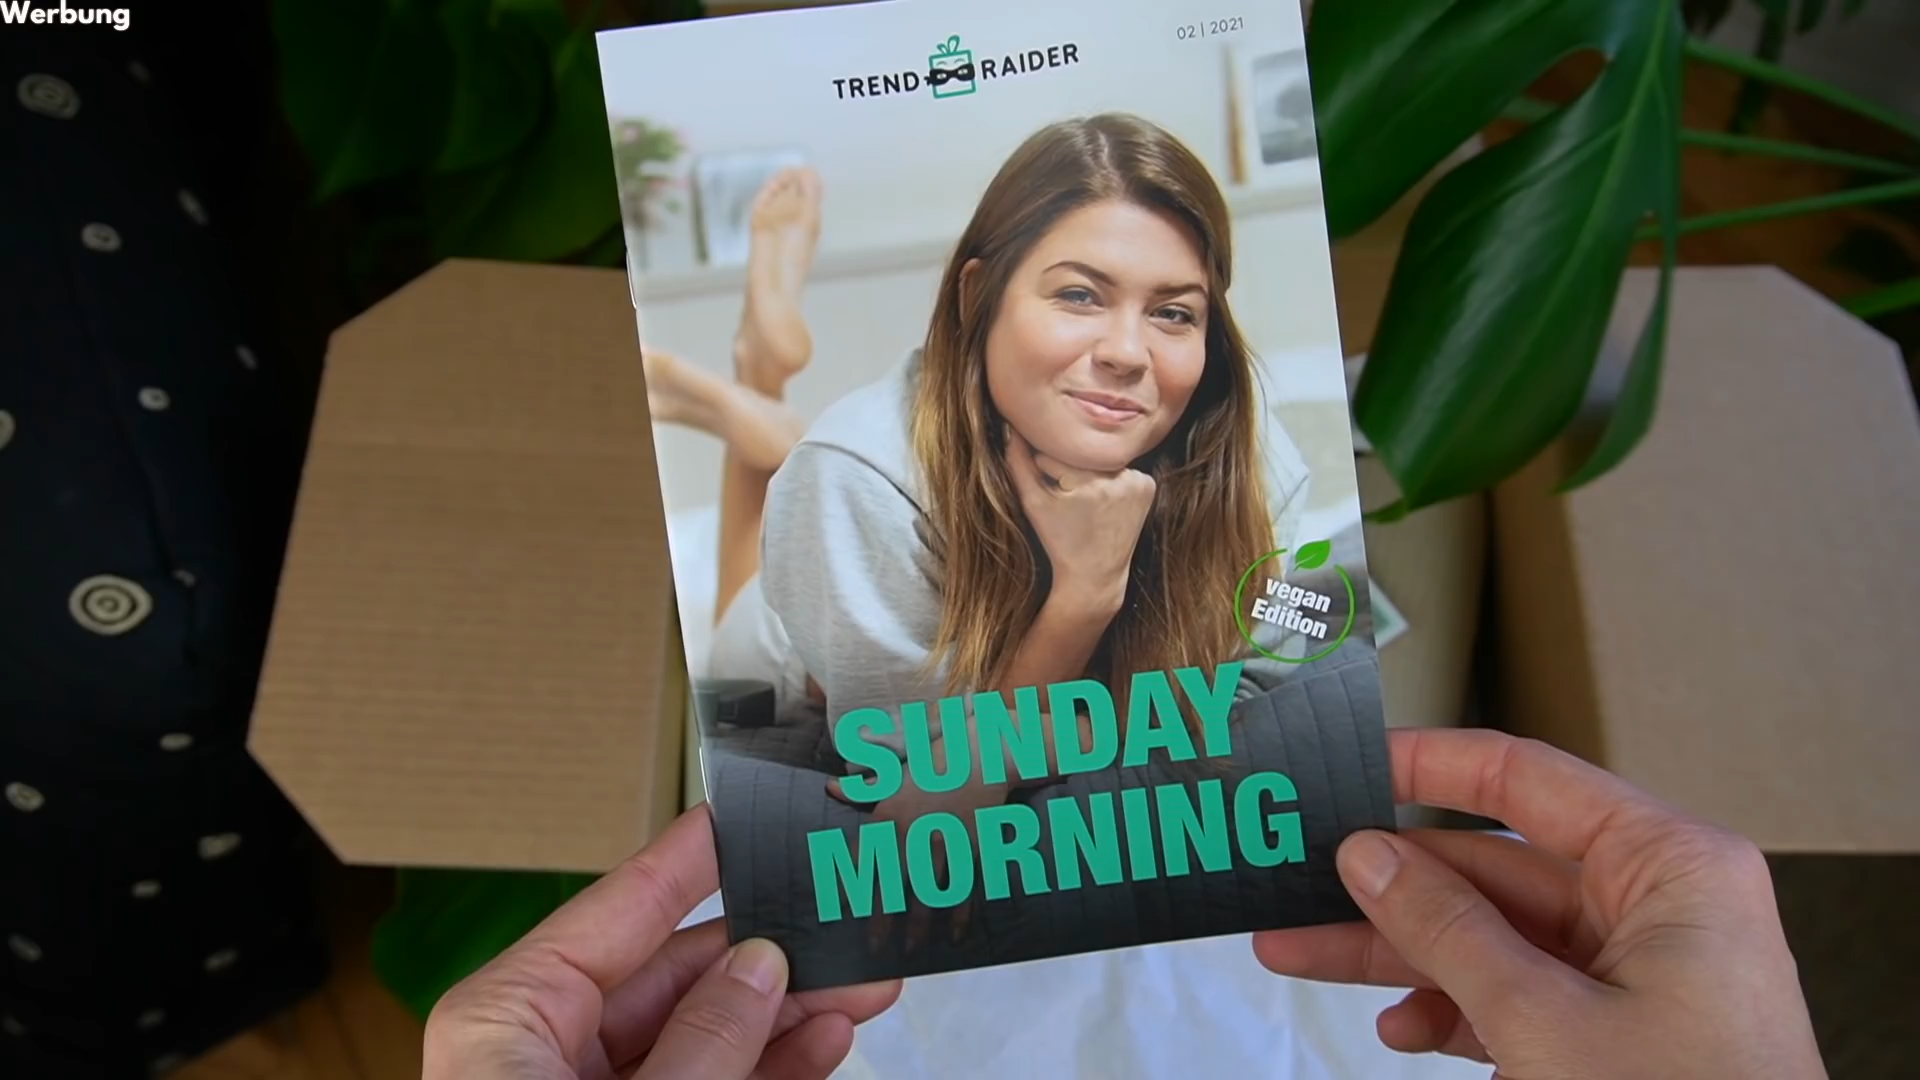 Werbung
02 | 2021
TREND RAIDER
vegan
Edition
SUNDAY
MORNING